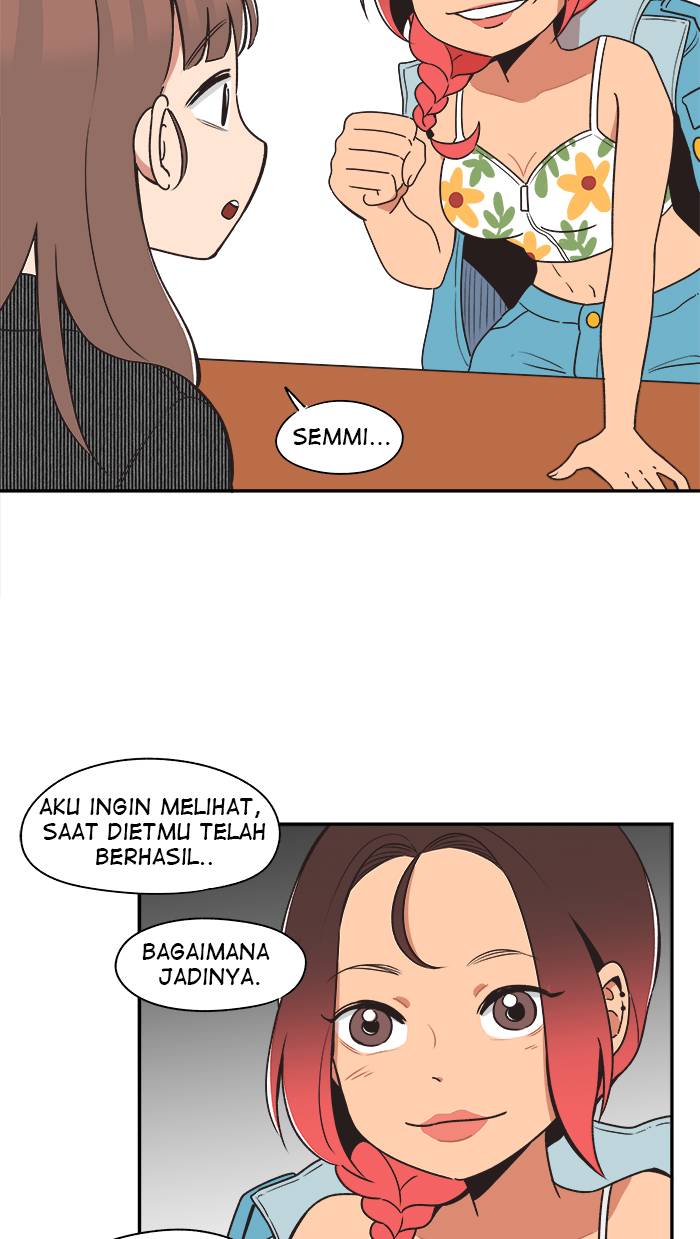 SEMMI...
AKU INGIN MELIHAT,
SAAT DIETMU TELAH
BERHASIL..
BAGAIMANA
JADINYA.